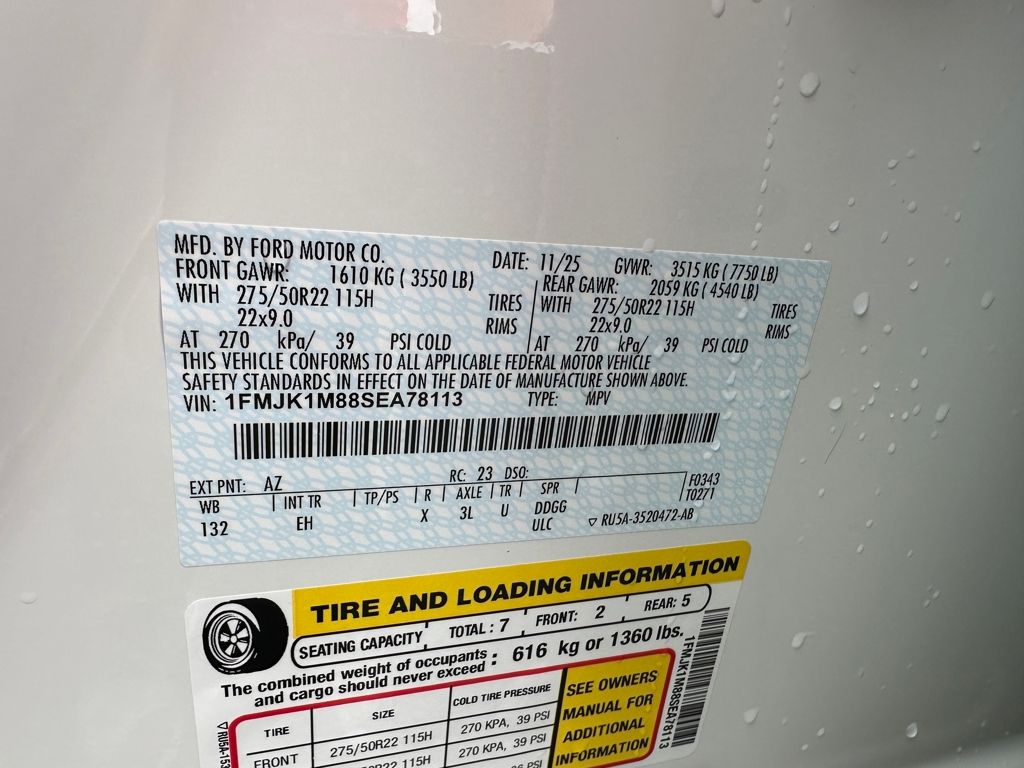 MFD. BY FORD MOTOR CO.
DATE: 11/25 GVWR: 3515 KG ( 7750 LB)
FRONT GAWR: 1610 KG ( 3550 LB)
REAR GAWR: 2059 KG ( 4540 LB)
WITH 275/50R22 115H TIRES
WITH 275/50R22 115H TIRES
22x9.0 RIMS
22x9.0 RIMS
AT 270 kPa/ 39 PSI COLD
AT 270 kPa/ 39 PSI COLD
THIS VEHICLE CONFORMS TO ALL APPLICABLE FEDERAL MOTOR VEHICLE
SAFETY STANDARDS IN EFFECT ON THE DATE OF MANUFACTURE SHOWN ABOVE.
VIN: 1FMJK1M88SEA78113 TYPE: MPV
EXT PNT: AZ RC: 23 DSO:
F0343
WB INT TR TP/PS R AXLE TR SPR
T0271
132 EH X 3L U DDGG
ULC ▽ RU5A-3520472-AB
TIRE AND LOADING INFORMATION
SEATING CAPACITY TOTAL : 7 FRONT: 2 REAR: 5
The combined weight of occupants
and cargo should never exceed : 616 kg or 1360 lbs.
TIRE SIZE COLD TIRE PRESSURE
FRONT 275/50R22 115H 270 KPA, 39 PSI
270 KPA, 39 PSI
SEE OWNERS
MANUAL FOR
ADDITIONAL
INFORMATION
1FMJK1M88SEA78113